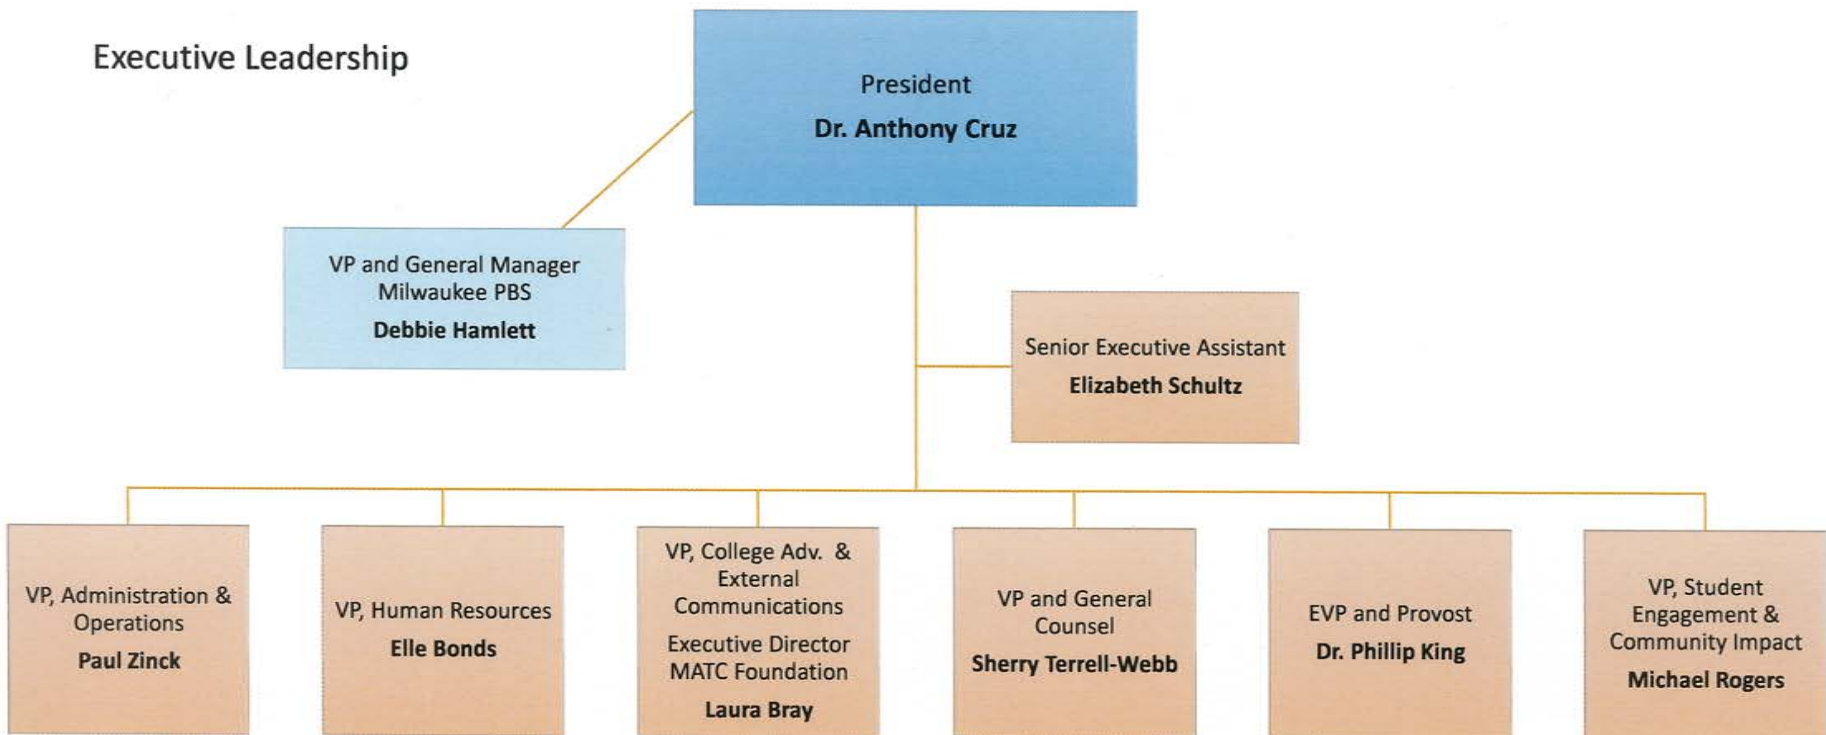 Executive Leadership
President
Dr. Anthony Cruz
VP and General Manager
Milwaukee PBS
Debbie Hamlett
Senior Executive Assistant
Elizabeth Schultz
VP, Administration &
Operations
Paul Zinck
VP, Human Resources
Elle Bonds
VP, College Adv. &
External
Communications
Executive Director
MATC Foundation
Laura Bray
VP and General
Counsel
Sherry Terrell-Webb
EVP and Provost
Dr. Phillip King
VP, Student
Engagement &
Community Impact
Michael Rogers